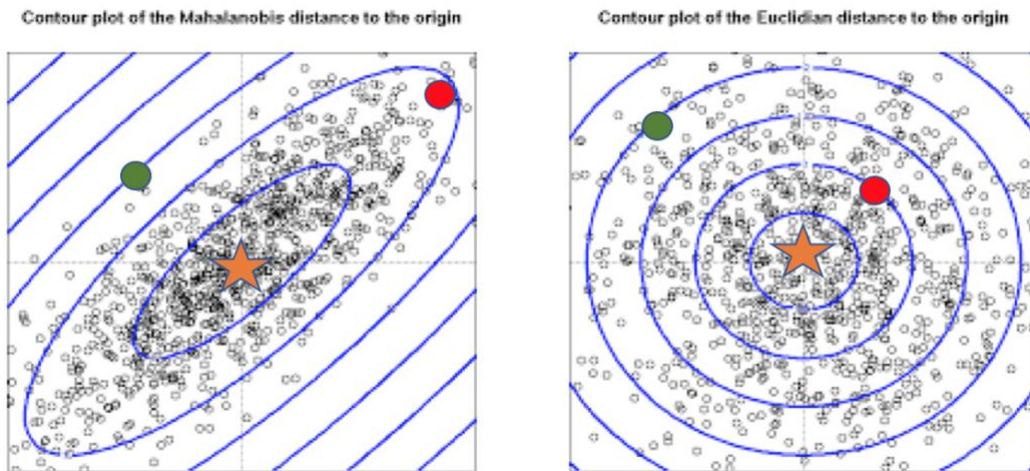 Contour plot of the Mahalanobis distance to the origin
Contour plot of the Euclidian distance to the origin